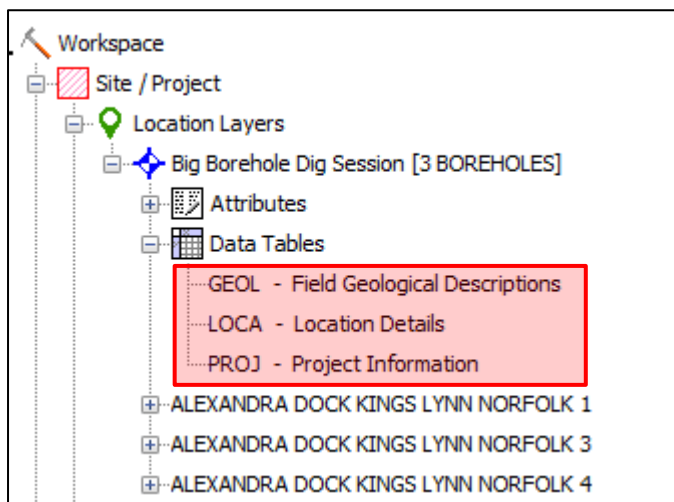 Workspace
Site / Project
Location Layers
Big Borehole Dig Session [3 BOREHOLES]
Attributes
Data Tables
GEOL - Field Geological Descriptions
LOCA - Location Details
PROJ - Project Information
ALEXANDRA DOCK KINGS LYNN NORFOLK 1
ALEXANDRA DOCK KINGS LYNN NORFOLK 3
ALEXANDRA DOCK KINGS LYNN NORFOLK 4